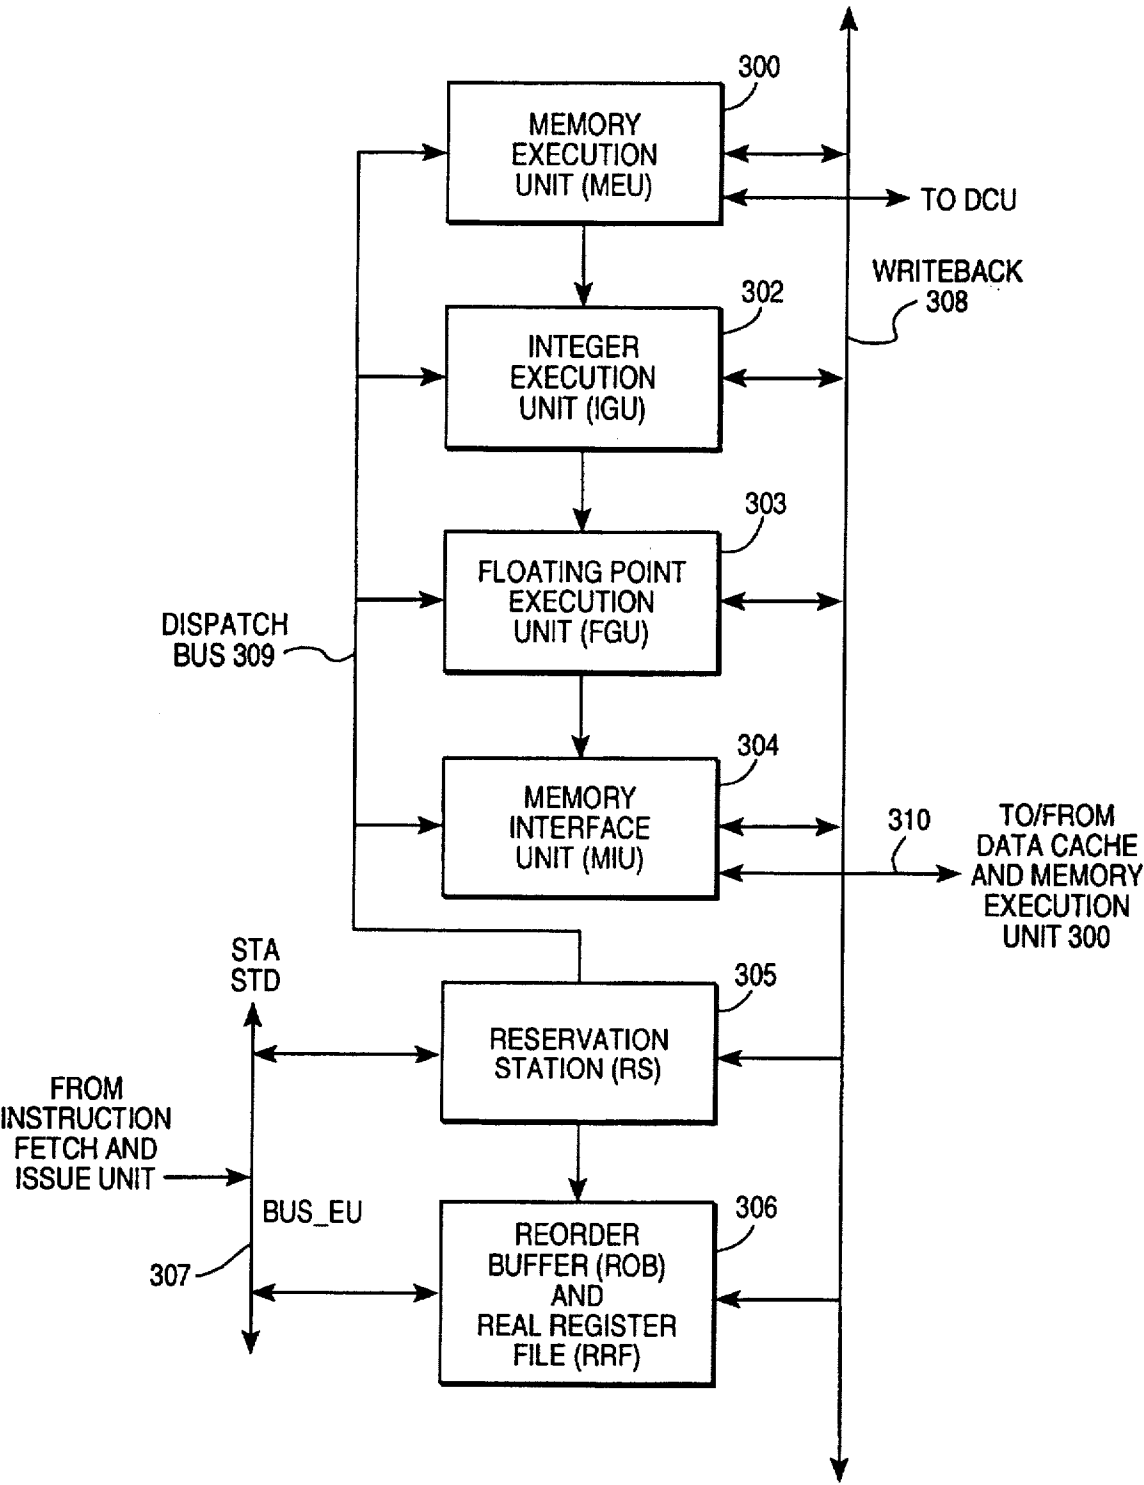 300
MEMORY
EXECUTION
UNIT (MEU)
TO DCU
WRITEBACK
308
302
INTEGER
EXECUTION
UNIT (IGU)
303
FLOATING POINT
EXECUTION
UNIT (FGU)
DISPATCH
BUS 309
304
MEMORY
INTERFACE
UNIT (MIU)
310
TO/FROM
DATA CACHE
AND MEMORY
EXECUTION
UNIT 300
STA
STD
305
RESERVATION
STATION (RS)
FROM
INSTRUCTION
FETCH AND
ISSUE UNIT
BUS_EU
307
306
REORDER
BUFFER (ROB)
AND
REAL REGISTER
FILE (RRF)